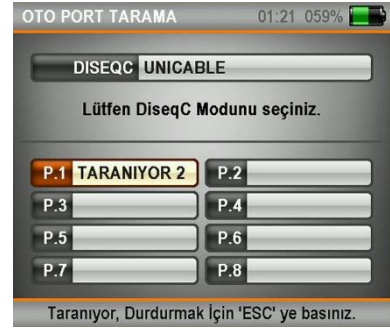 OTO PORT TARAMA 01:21 059%
DISEQC UNICABLE
Lütfen DiseqC Modunu seçiniz.
P.1 TARANIYOR 2 P.2
P.3 P.4
P.5 P.6
P.7 P.8
Taranıyor, Durdurmak İçin 'ESC' ye basınız.